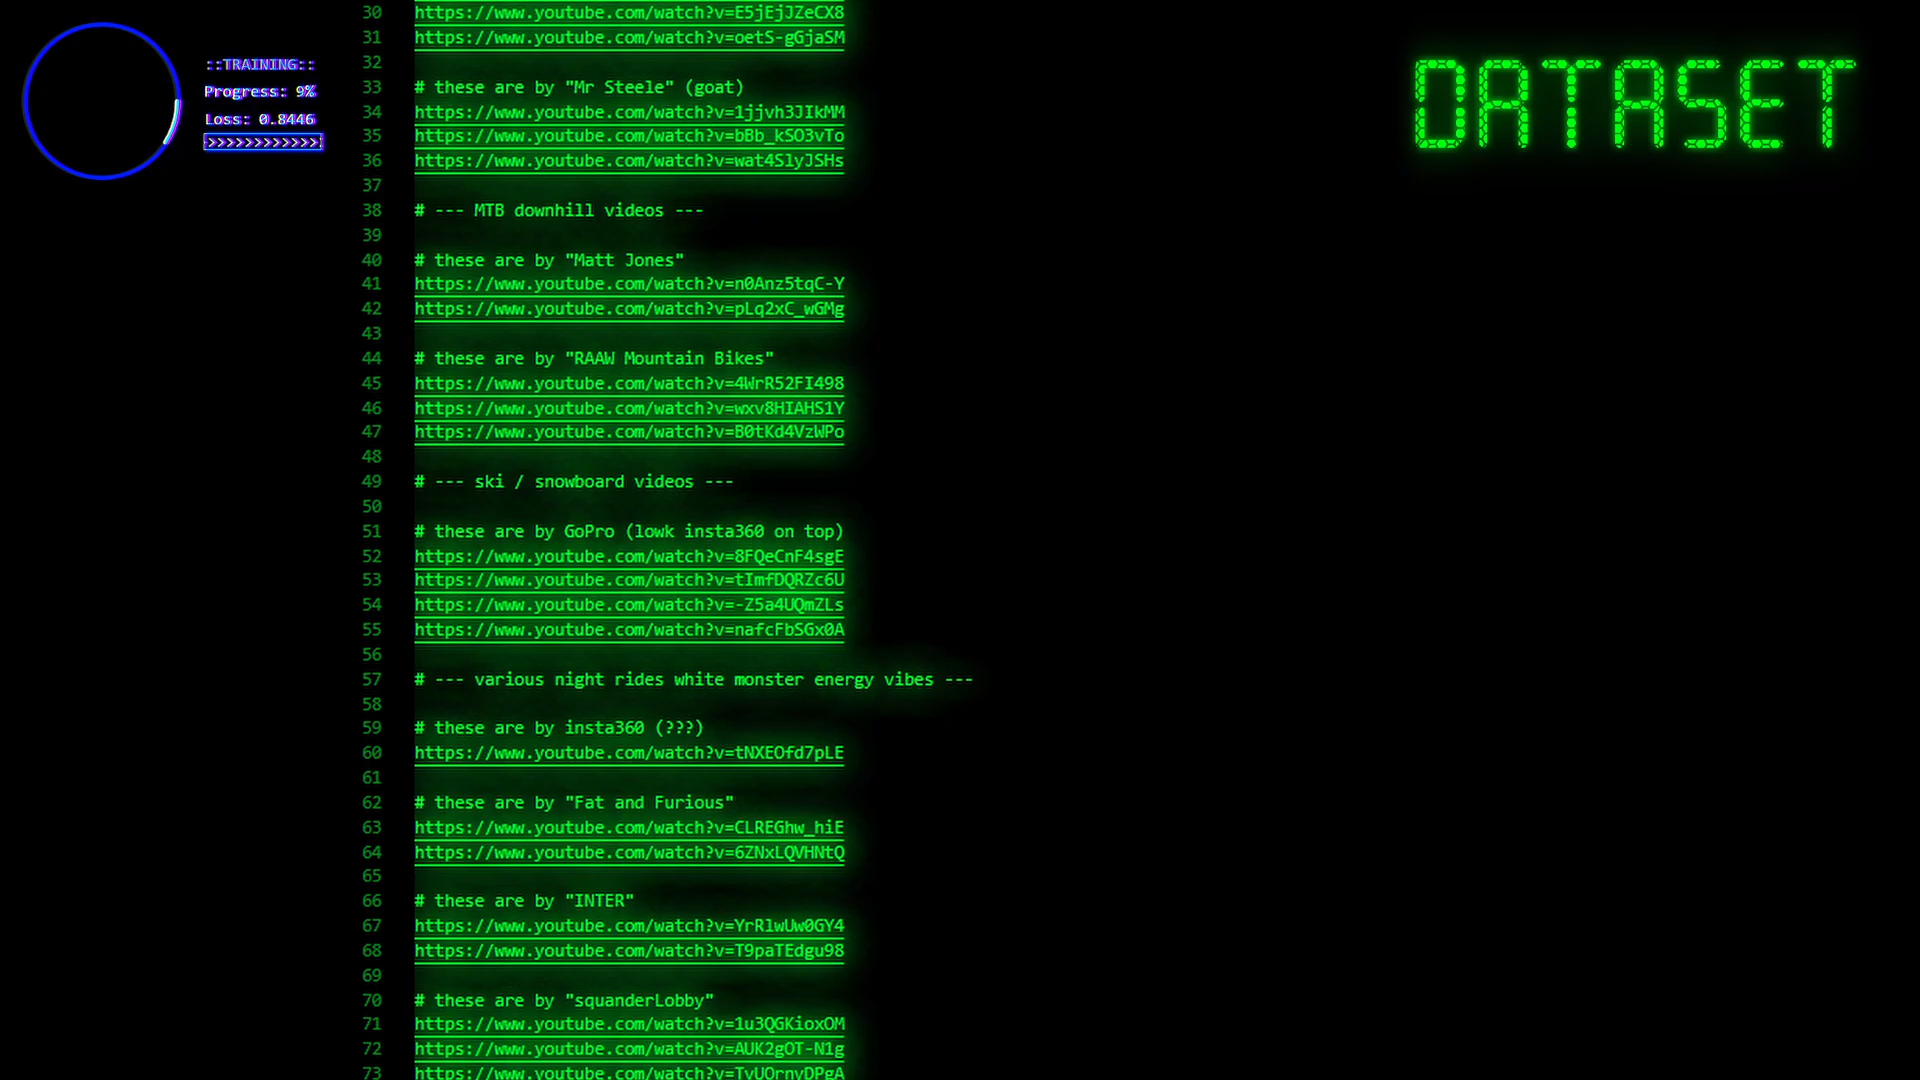 ::TRAINING::
Progress: 9%
Loss: 0.8446
>>>>>>>>>>>>
DATASET
30 https://www.youtube.com/watch?v=E5jEjJZeCX8
31 https://www.youtube.com/watch?v=oetS-gGjaSM
32
33 # these are by "Mr Steele" (goat)
34 https://www.youtube.com/watch?v=1jjvh3JIkMM
35 https://www.youtube.com/watch?v=bBb_kSO3vTo
36 https://www.youtube.com/watch?v=wat4SlyJSHs
37
38 # --- MTB downhill videos ---
39
40 # these are by "Matt Jones"
41 https://www.youtube.com/watch?v=n0Anz5tqC-Y
42 https://www.youtube.com/watch?v=pLq2xC_wGMg
43
44 # these are by "RAAW Mountain Bikes"
45 https://www.youtube.com/watch?v=4WrR52FI498
46 https://www.youtube.com/watch?v=wxv8HIAHS1Y
47 https://www.youtube.com/watch?v=B0tKd4VzWPo
48
49 # --- ski / snowboard videos ---
50
51 # these are by GoPro (lowk insta360 on top)
52 https://www.youtube.com/watch?v=8FQeCnF4sgE
53 https://www.youtube.com/watch?v=tImfDQRZc6U
54 https://www.youtube.com/watch?v=-Z5a4UQmZLs
55 https://www.youtube.com/watch?v=nafcFbSGx0A
56
57 # --- various night rides white monster energy vibes ---
58
59 # these are by insta360 (???)
60 https://www.youtube.com/watch?v=tNXEOfd7pLE
61
62 # these are by "Fat and Furious"
63 https://www.youtube.com/watch?v=CLREGhw_hiE
64 https://www.youtube.com/watch?v=6ZNxLQVHNtQ
65
66 # these are by "INTER"
67 https://www.youtube.com/watch?v=YrRlwUw0GY4
68 https://www.youtube.com/watch?v=T9paTEdgu98
69
70 # these are by "squanderLobby"
71 https://www.youtube.com/watch?v=1u3QGKioxOM
72 https://www.youtube.com/watch?v=AUK2gOT-N1g
73 https://www.youtube.com/watch?v=TyUOrnyDPgA